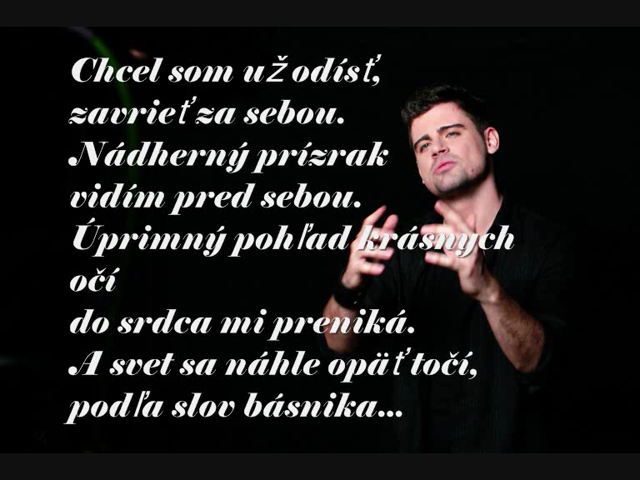 Chcel som už odísť,
zavrieť za sebou.
Nádherný prízrak
vidím pred sebou.
Úprimný pohľad krásnych
očí
do srdca mi preniká.
A svet sa náhle opäť točí,
podľa slov básnika...